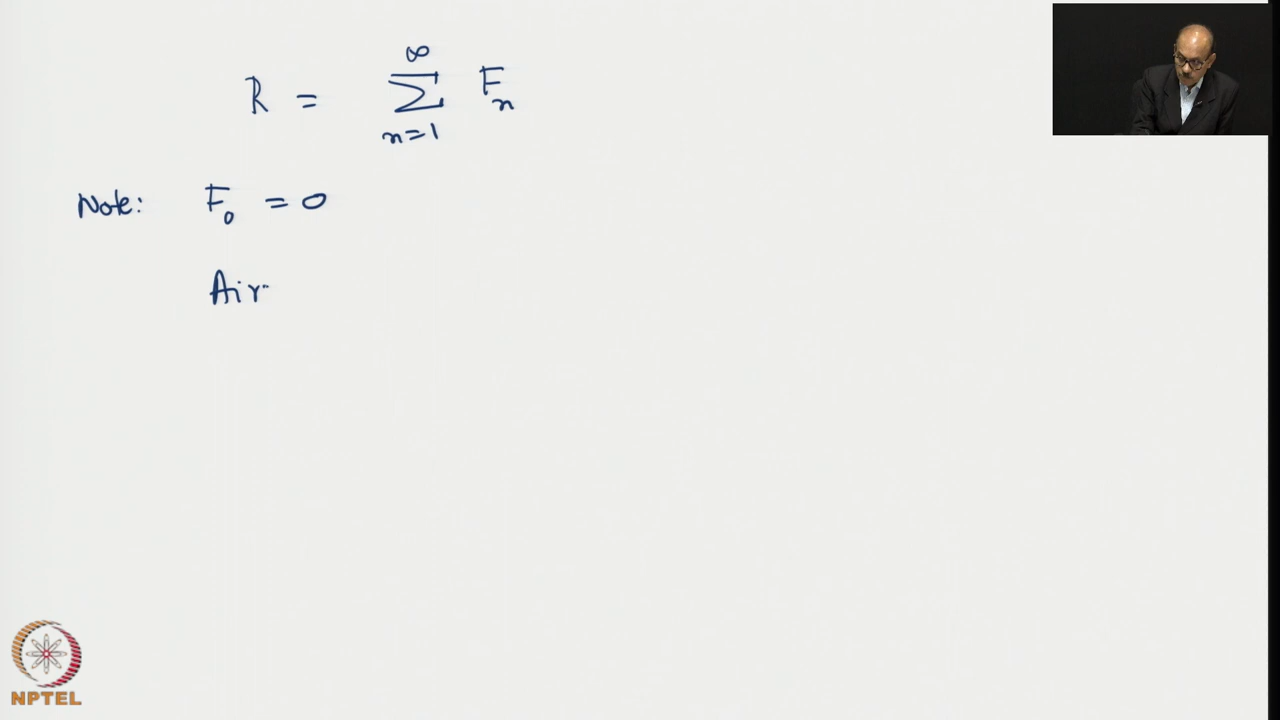 R = ∑_{n=1}^{∞} F_n
Note: F_0 = 0
Air
NPTEL